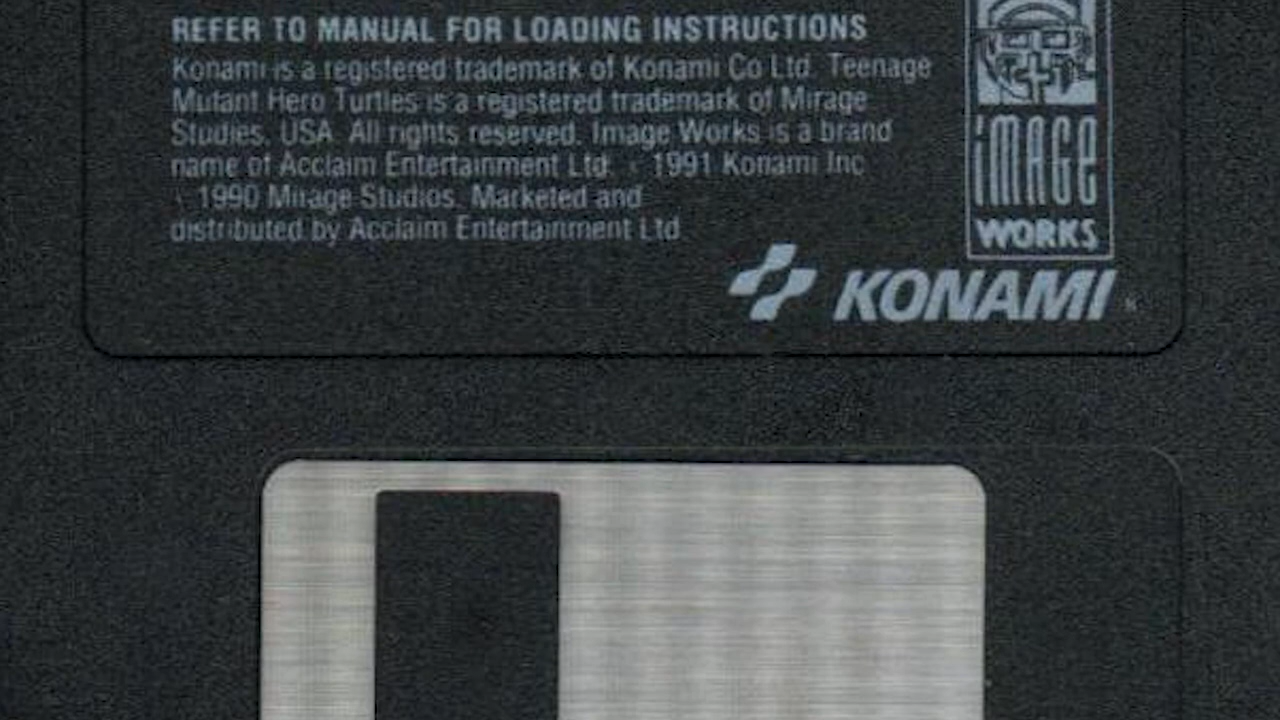 REFER TO MANUAL FOR LOADING INSTRUCTIONS
Konami is a registered trademark of Konami Co Ltd. Teenage
Mutant Hero Turtles is a registered trademark of Mirage
Studios, USA. All rights reserved. Image Works is a brand
name of Acclaim Entertainment Ltd. © 1991 Konami Inc
© 1990 Mirage Studios. Marketed and
distributed by Acclaim Entertainment Ltd
iMAGE
WORKS
KONAMI